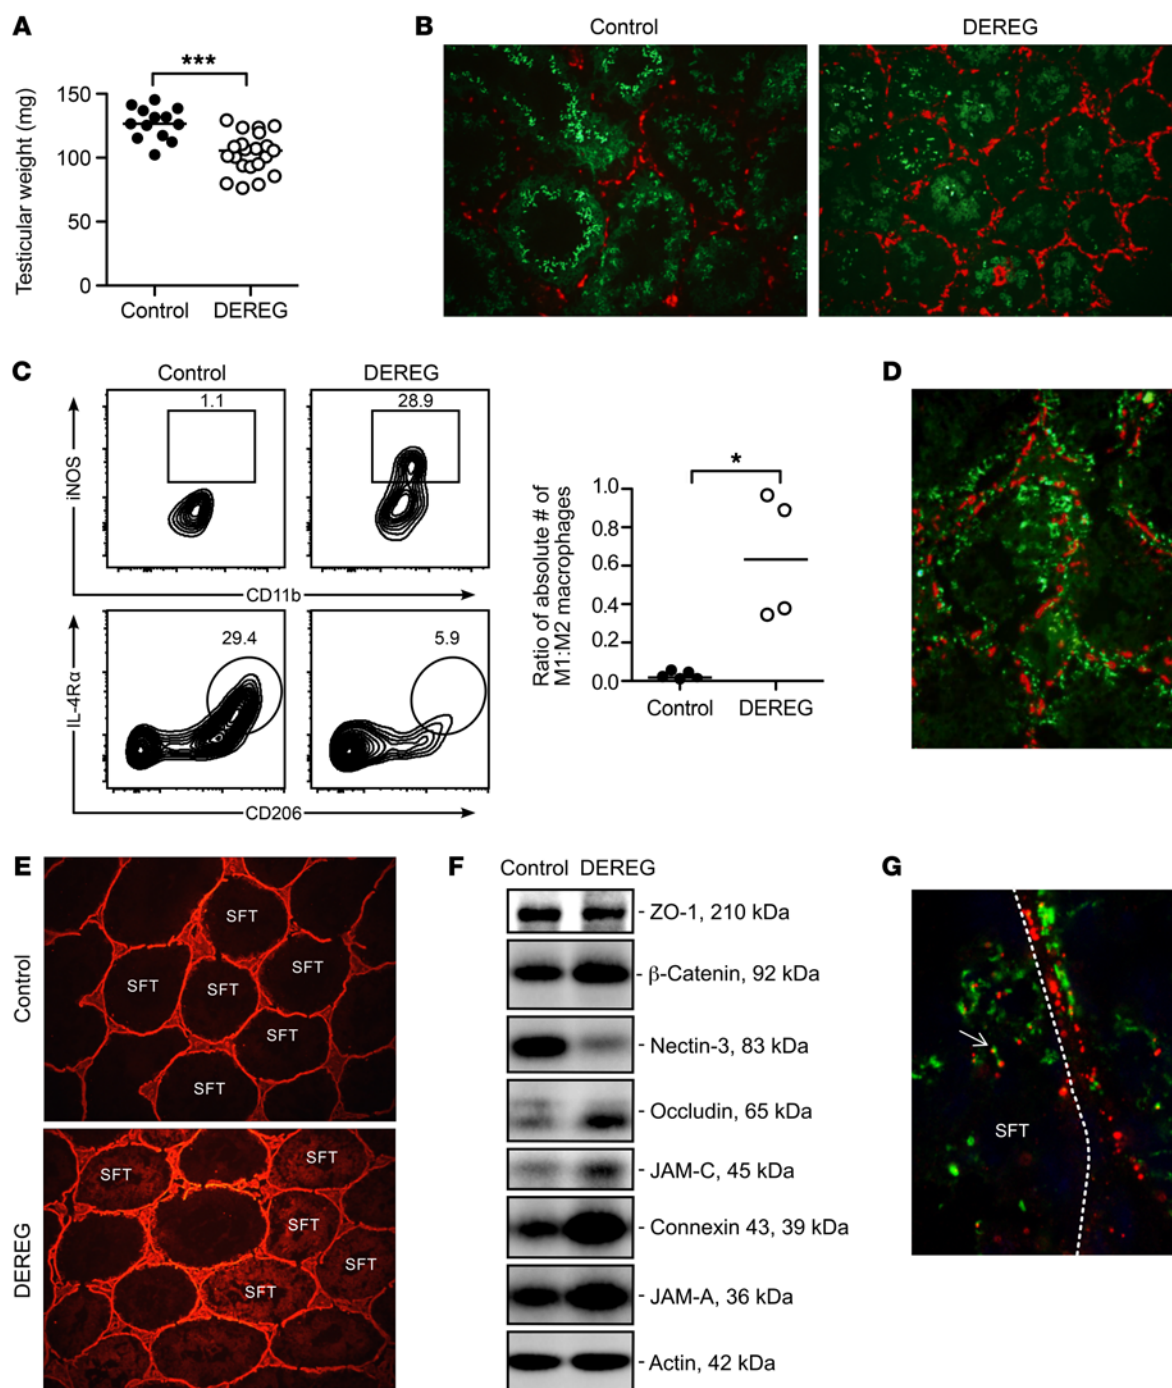 A
***
Testicular weight (mg)
150
100
50
0
Control
DEREG
B
Control
DEREG
C
Control
DEREG
1.1
28.9
iNOS
CD11b
29.4
5.9
IL-4Rα
CD206
*
Ratio of absolute # of
M1:M2 macrophages
1.0
0.8
0.6
0.4
0.2
0.0
Control
DEREG
D
E
Control
SFT
SFT
SFT
SFT
SFT
SFT
DEREG
SFT
SFT
SFT
SFT
SFT
F
Control DEREG
- ZO-1, 210 kDa
- β-Catenin, 92 kDa
- Nectin-3, 83 kDa
- Occludin, 65 kDa
- JAM-C, 45 kDa
- Connexin 43, 39 kDa
- JAM-A, 36 kDa
- Actin, 42 kDa
G
SFT